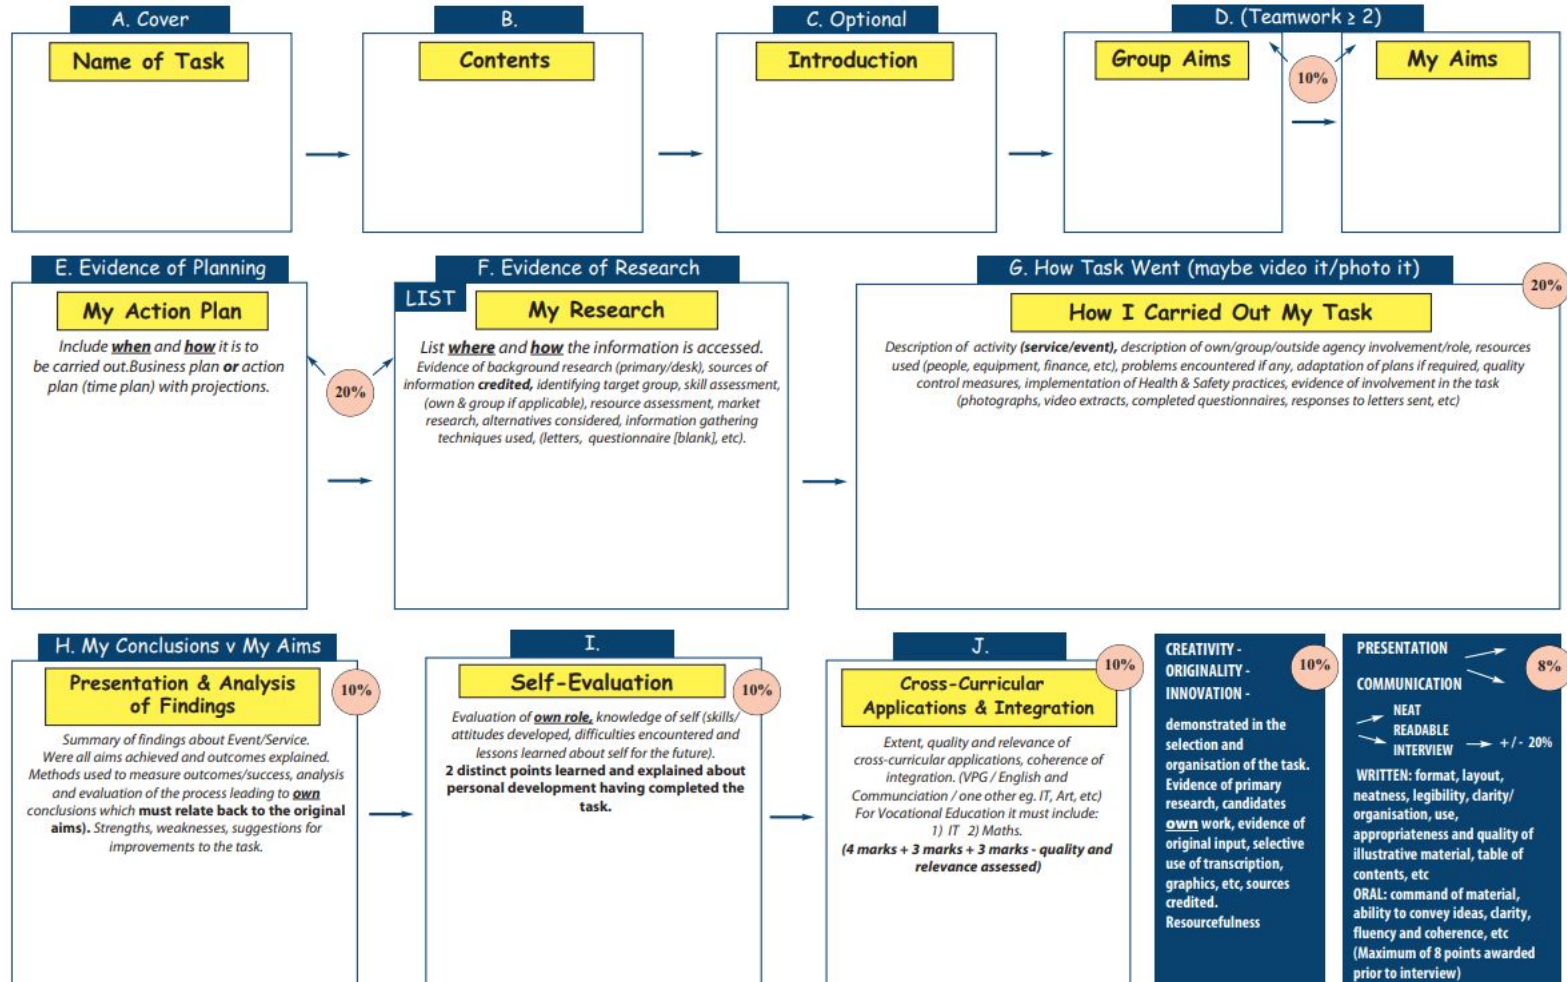 A. Cover
Name of Task
B.
Contents
C. Optional
Introduction
D. (Teamwork ≥ 2)
Group Aims
10%
My Aims
E. Evidence of Planning
My Action Plan
Include when and how it is to
be carried out.Business plan or action
plan (time plan) with projections.
20%
F. Evidence of Research
LIST
My Research
List where and how the information is accessed.
Evidence of background research (primary/desk), sources of
information credited, identifying target group, skill assessment,
(own & group if applicable), resource assessment, market
research, alternatives considered, information gathering
techniques used, (letters, questionnaire [blank], etc).
G. How Task Went (maybe video it/photo it)
20%
How I Carried Out My Task
Description of activity (service/event), description of own/group/outside agency involvement/role, resources
used (people, equipment, finance, etc), problems encountered if any, adaptation of plans if required, quality
control measures, implementation of Health & Safety practices, evidence of involvement in the task
(photographs, video extracts, completed questionnaires, responses to letters sent, etc)
H. My Conclusions v My Aims
Presentation & Analysis
of Findings
10%
Summary of findings about Event/Service.
Were all aims achieved and outcomes explained.
Methods used to measure outcomes/success, analysis
and evaluation of the process leading to own
conclusions which must relate back to the original
aims). Strengths, weaknesses, suggestions for
improvements to the task.
I.
Self-Evaluation
10%
Evaluation of own role, knowledge of self (skills/
attitudes developed, difficulties encountered and
lessons learned about self for the future).
2 distinct points learned and explained about
personal development having completed the
task.
J.
10%
Cross-Curricular
Applications & Integration
Extent, quality and relevance of
cross-curricular applications, coherence of
integration. (VPG / English and
Communciation / one other eg. IT, Art, etc)
For Vocational Education it must include:
1) IT 2) Maths.
(4 marks + 3 marks + 3 marks - quality and
relevance assessed)
CREATIVITY -
ORIGINALITY -
INNOVATION -
10%
demonstrated in the
selection and
organisation of the task.
Evidence of primary
research, candidates
own work, evidence of
original input, selective
use of transcription,
graphics, etc, sources
credited.
Resourcefulness
PRESENTATION
8%
COMMUNICATION
NEAT
READABLE
INTERVIEW
+/- 20%
WRITTEN: format, layout,
neatness, legibility, clarity/
organisation, use,
appropriateness and quality of
illustrative material, table of
contents, etc
ORAL: command of material,
ability to convey ideas, clarity,
fluency and coherence, etc
(Maximum of 8 points awarded
prior to interview)